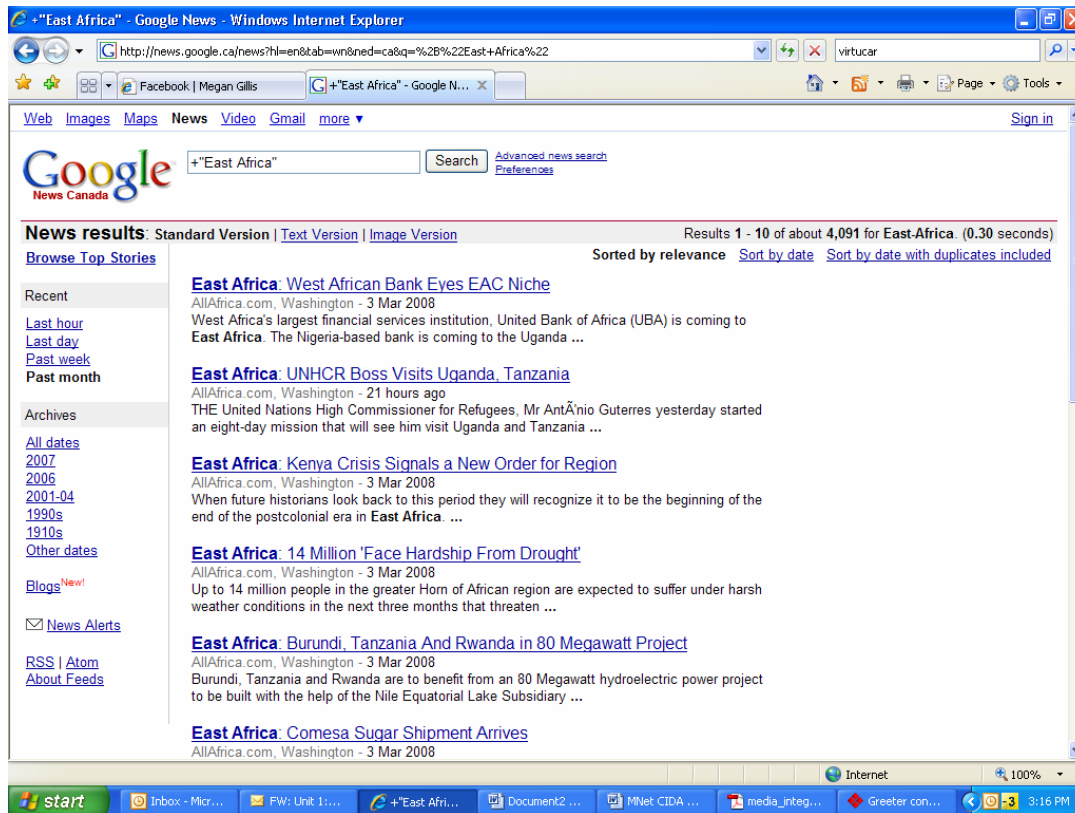 +"East Africa" - Google News - Windows Internet Explorer
http://news.google.ca/news?hl=en&tab=wn&ned=ca&q=%2B%22East+Africa%22
virtucar
Facebook | Megan Gillis
+"East Africa" - Google N...
Page
Tools
Web Images Maps News Video Gmail more ▼
Sign in
Google
News Canada
+"East Africa"
Search
Advanced news search
Preferences
News results: Standard Version | Text Version | Image Version
Results 1 - 10 of about 4,091 for East-Africa. (0.30 seconds)
Browse Top Stories
Sorted by relevance Sort by date Sort by date with duplicates included
Recent
Last hour
Last day
Past week
Past month
Archives
All dates
2007
2006
2001-04
1990s
1910s
Other dates
Blogs New!
News Alerts
RSS | Atom
About Feeds
East Africa: West African Bank Eyes EAC Niche
AllAfrica.com, Washington - 3 Mar 2008
West Africa's largest financial services institution, United Bank of Africa (UBA) is coming to
East Africa. The Nigeria-based bank is coming to the Uganda ...
East Africa: UNHCR Boss Visits Uganda, Tanzania
AllAfrica.com, Washington - 21 hours ago
THE United Nations High Commissioner for Refugees, Mr AntÃ'nio Guterres yesterday started
an eight-day mission that will see him visit Uganda and Tanzania ...
East Africa: Kenya Crisis Signals a New Order for Region
AllAfrica.com, Washington - 3 Mar 2008
When future historians look back to this period they will recognize it to be the beginning of the
end of the postcolonial era in East Africa. ...
East Africa: 14 Million 'Face Hardship From Drought'
AllAfrica.com, Washington - 3 Mar 2008
Up to 14 million people in the greater Horn of African region are expected to suffer under harsh
weather conditions in the next three months that threaten ...
East Africa: Burundi, Tanzania And Rwanda in 80 Megawatt Project
AllAfrica.com, Washington - 3 Mar 2008
Burundi, Tanzania and Rwanda are to benefit from an 80 Megawatt hydroelectric power project
to be built with the help of the Nile Equatorial Lake Subsidiary ...
East Africa: Comesa Sugar Shipment Arrives
AllAfrica.com, Washington - 3 Mar 2008
Internet
100%
start
Inbox - Micr...
FW: Unit 1:...
+"East Afri...
Document2 ...
MNet CIDA ...
media_integ...
Greeter con...
-3
3:16 PM